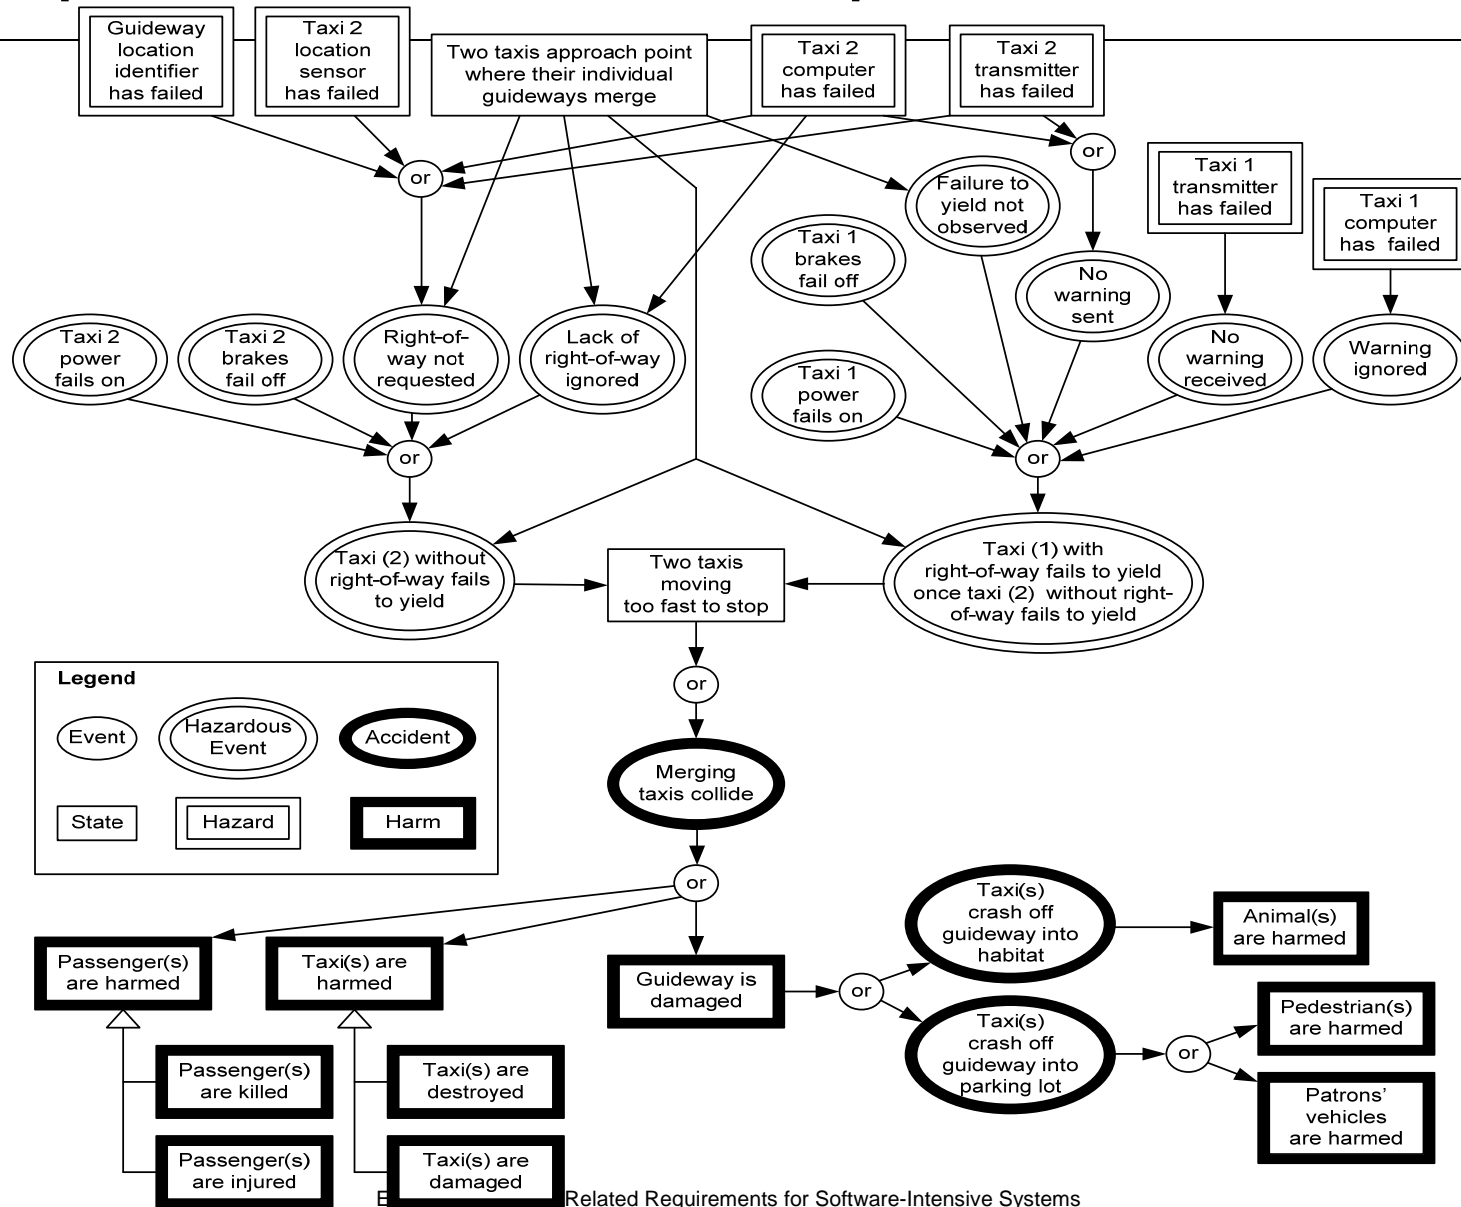 Guideway
location
identifier
has failed
Taxi 2
location
sensor
has failed
Two taxis approach point
where their individual
guideways merge
Taxi 2
computer
has failed
Taxi 2
transmitter
has failed
or
or
Taxi 1
transmitter
has failed
Taxi 1
computer
has failed
Failure to
yield not
observed
Taxi 1
brakes
fail off
No
warning
sent
Taxi 2
power
fails on
Taxi 2
brakes
fail off
Right-of-
way not
requested
Lack of
right-of-way
ignored
Taxi 1
power
fails on
No
warning
received
Warning
ignored
or
or
Taxi (2) without
right-of-way fails
to yield
Two taxis
moving
too fast to stop
Taxi (1) with
right-of-way fails to yield
once taxi (2) without right-
of-way fails to yield
or
Legend
Event
Hazardous
Event
Accident
State
Hazard
Harm
Merging
taxis collide
or
Passenger(s)
are harmed
Taxi(s) are
harmed
Guideway is
damaged
or
Taxi(s)
crash off
guideway into
habitat
Animal(s)
are harmed
Taxi(s)
crash off
guideway into
parking lot
or
Pedestrian(s)
are harmed
Patrons'
vehicles
are harmed
Passenger(s)
are killed
Taxi(s) are
destroyed
Passenger(s)
are injured
Taxi(s) are
damaged
Related Requirements for Software-Intensive Systems